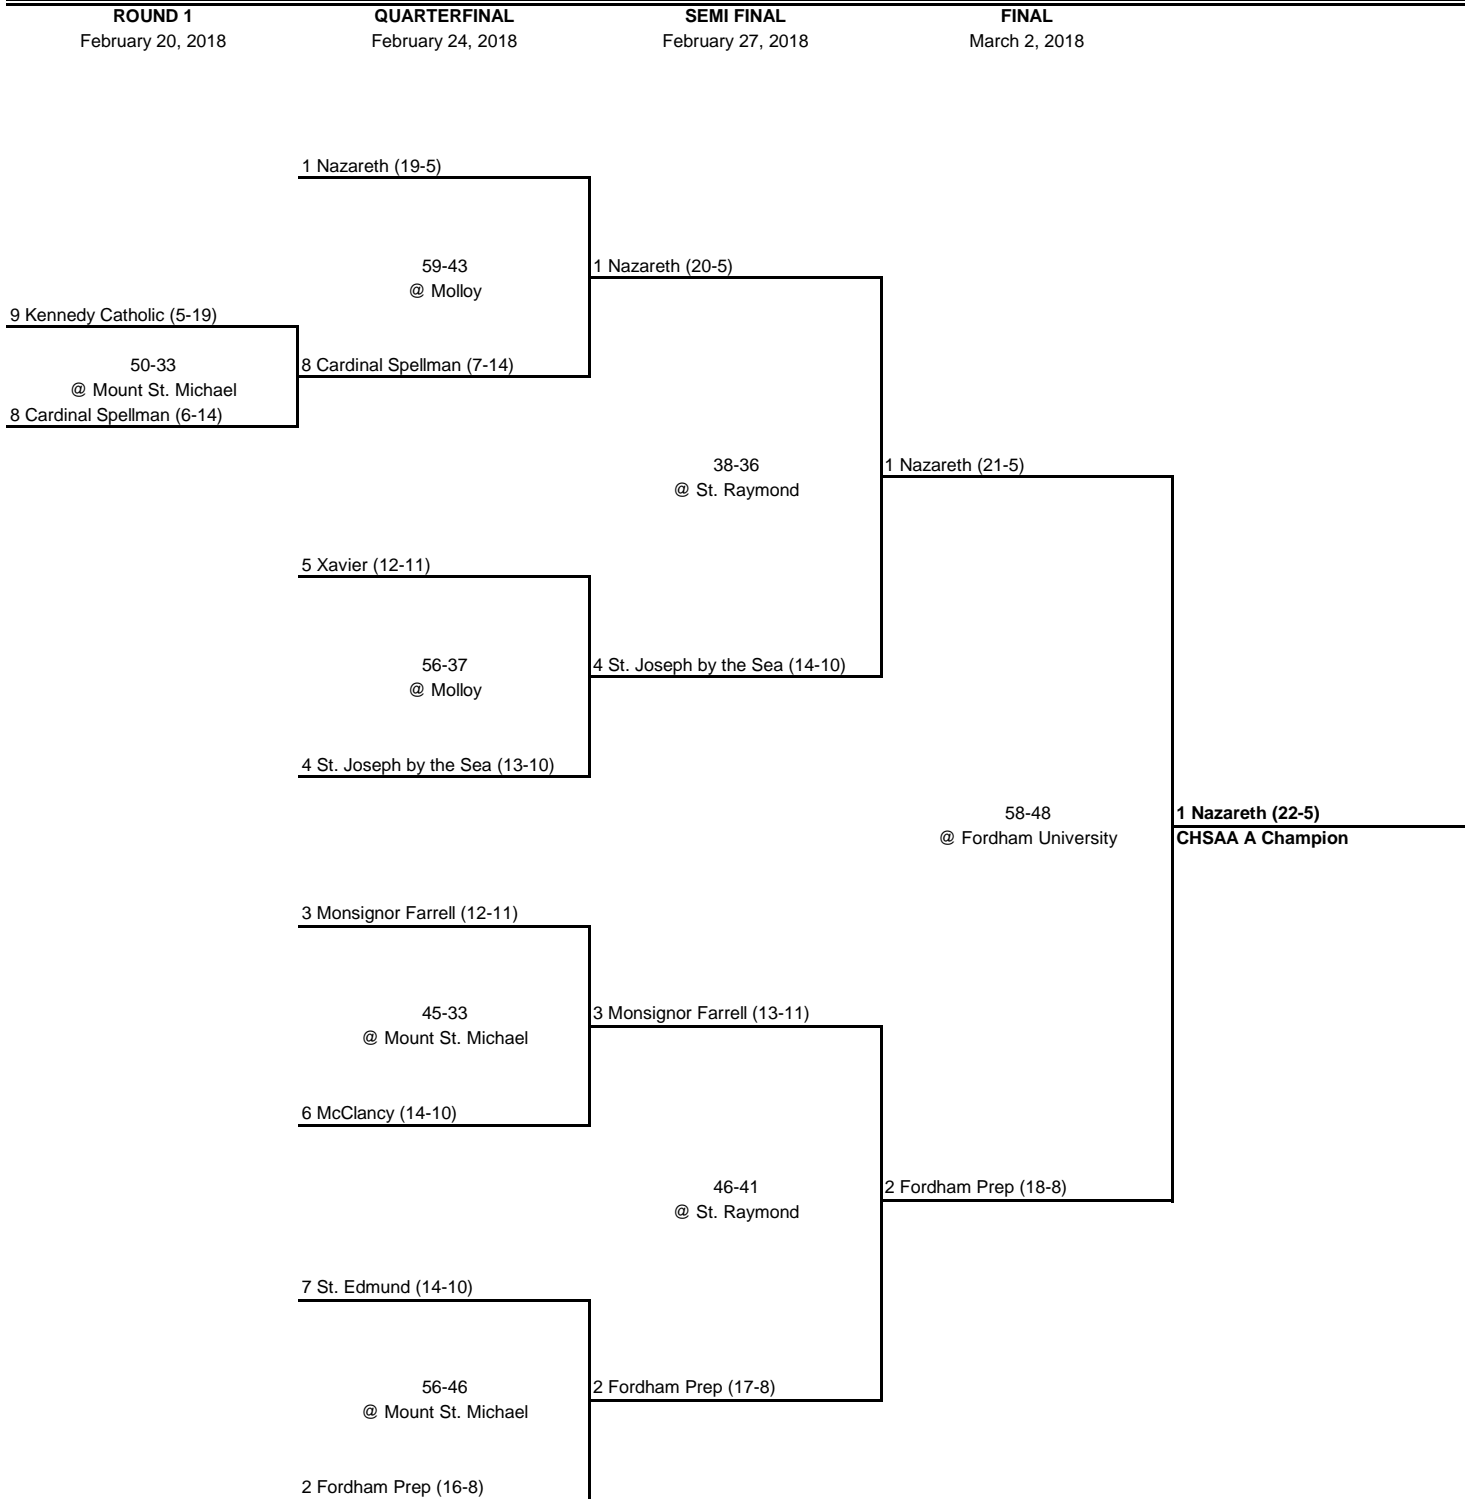 ROUND 1 QUARTERFINAL SEMI FINAL FINAL
February 20, 2018 February 24, 2018 February 27, 2018 March 2, 2018
1 Nazareth (19-5)
59-43 1 Nazareth (20-5)
@ Molloy
9 Kennedy Catholic (5-19)
50-33 8 Cardinal Spellman (7-14)
@ Mount St. Michael
8 Cardinal Spellman (6-14)
38-36 1 Nazareth (21-5)
@ St. Raymond
5 Xavier (12-11)
56-37 4 St. Joseph by the Sea (14-10)
@ Molloy
4 St. Joseph by the Sea (13-10)
58-48 1 Nazareth (22-5)
@ Fordham University CHSAA A Champion
3 Monsignor Farrell (12-11)
45-33 3 Monsignor Farrell (13-11)
@ Mount St. Michael
6 McClancy (14-10)
46-41 2 Fordham Prep (18-8)
@ St. Raymond
7 St. Edmund (14-10)
56-46 2 Fordham Prep (17-8)
@ Mount St. Michael
2 Fordham Prep (16-8)